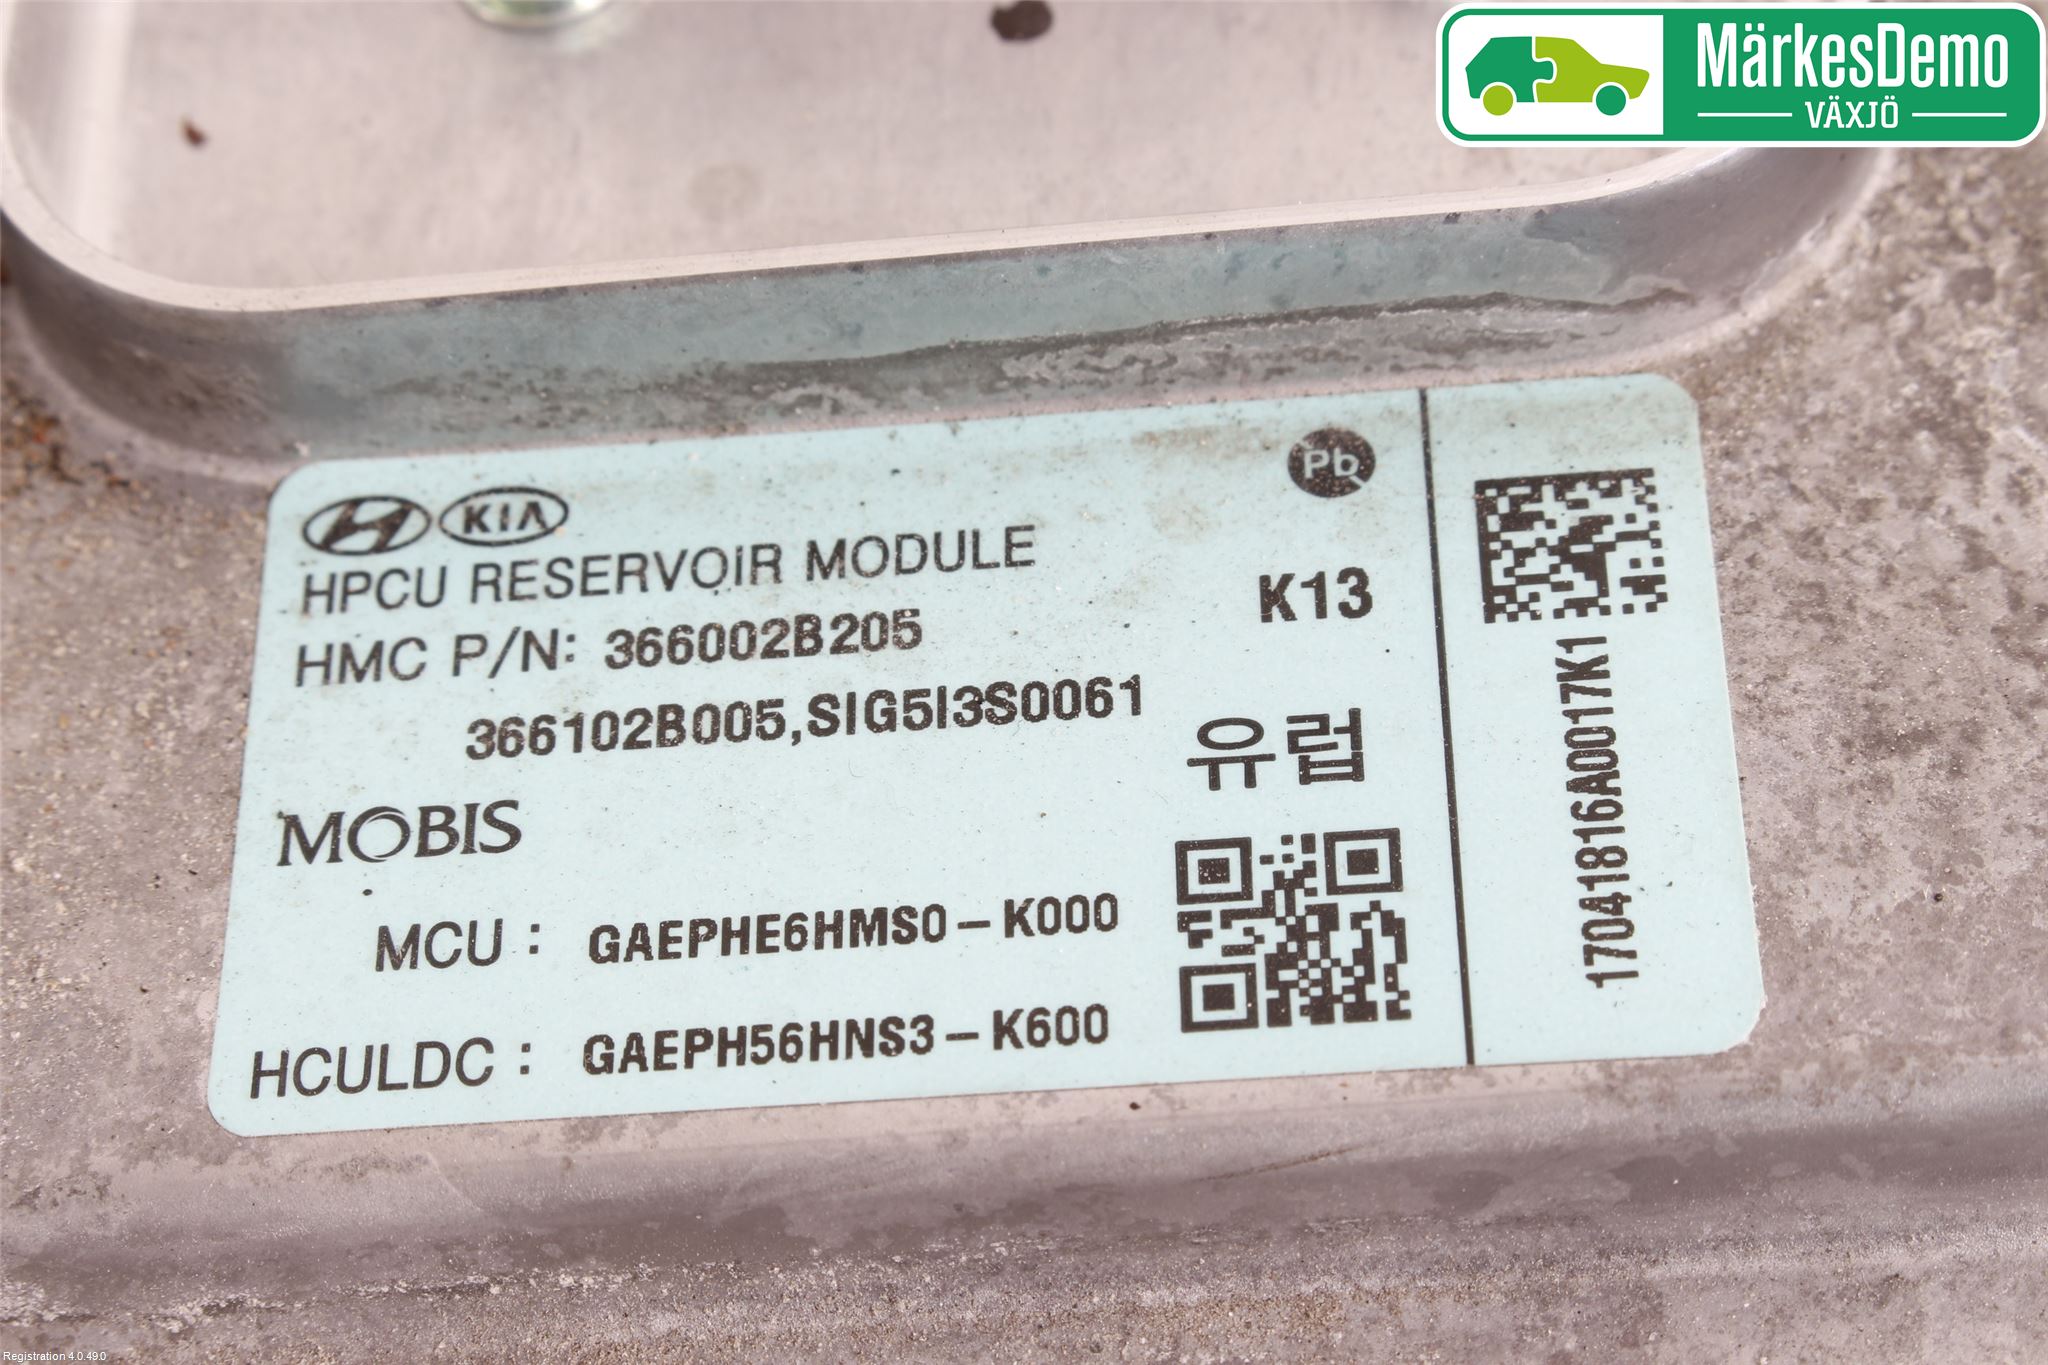 MärkesDemo
VÄXJÖ
KIA
Pb
HPCU RESERVOIR MODULE
HMC P/N: 366002B205
K13
366102B005,SIG5I3S0061
유럽
MOBIS
MCU : GAEPHE6HMS0-K000
HCULDC : GAEPH56HNS3-K600
17041816A0017K1
Registration 4.0.49.0